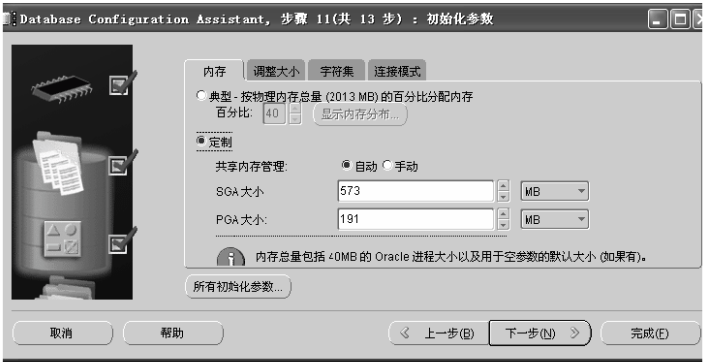 Database Configuration Assistant, 步骤 11(共 13 步) : 初始化参数
内存 调整大小 字符集 连接模式
典型 - 按物理内存总量 (2013 MB) 的百分比分配内存
百分比: 40 显示内存分布...
定制
共享内存管理: 自动 手动
SGA 大小 573 MB
PGA 大小: 191 MB
内存总量包括 40MB 的 Oracle 进程大小以及用于空参数的默认大小 (如果有)。
所有初始化参数...
取消 帮助 上一步(B) 下一步(N) 完成(F)